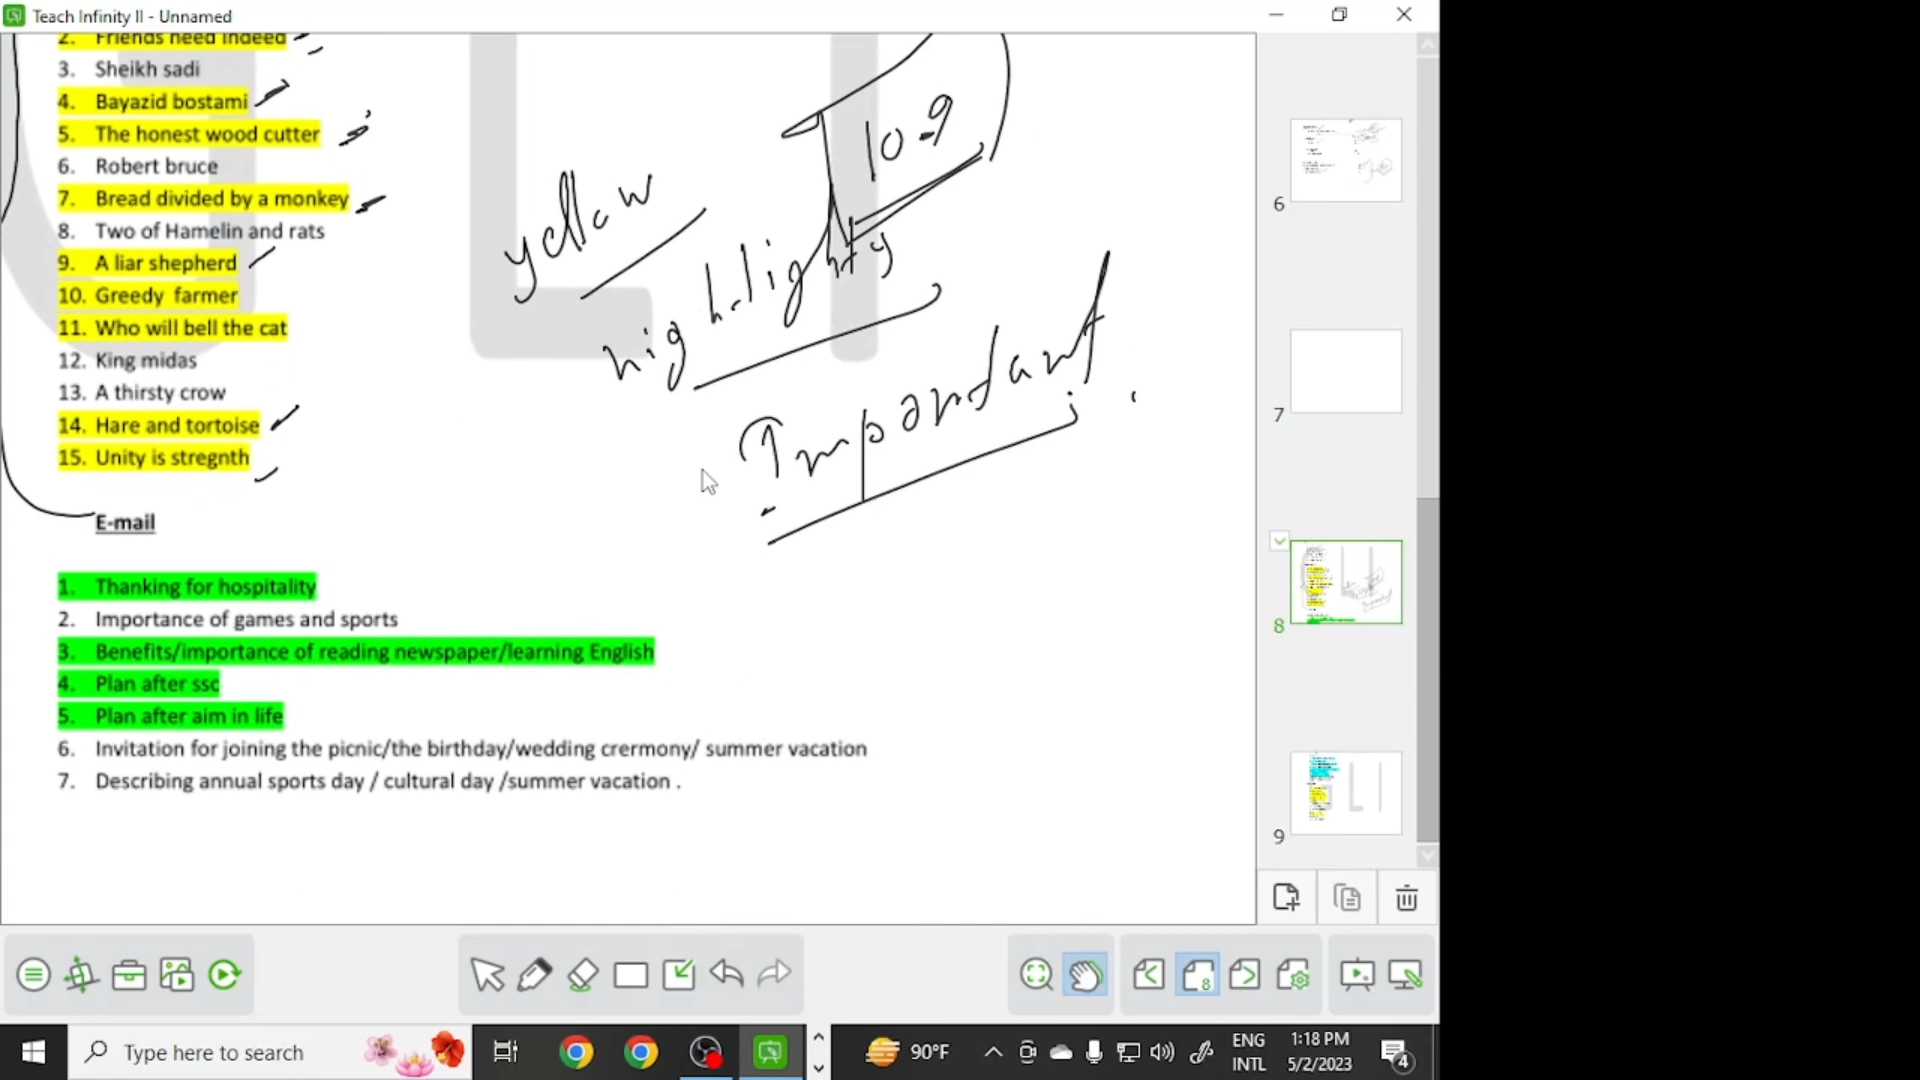 Teach Infinity II - Unnamed
2. Friends need indeed
3. Sheikh sadi
4. Bayazid bostami
5. The honest wood cutter
6. Robert bruce
7. Bread divided by a monkey
8. Two of Hamelin and rats
9. A liar shepherd
10. Greedy farmer
11. Who will bell the cat
12. King midas
13. A thirsty crow
14. Hare and tortoise
15. Unity is stregnth
10
yellow
Important
E-mail
1. Thanking for hospitality
2. Importance of games and sports
3. Benefits/importance of reading newspaper/learning English
4. Plan after ssc
5. Plan after aim in life
6. Invitation for joining the picnic/the birthday/wedding crermony/ summer vacation
7. Describing annual sports day / cultural day /summer vacation .
6
7
8
9
8
Type here to search
90°F
ENG
INTL
1:18 PM
5/2/2023
4